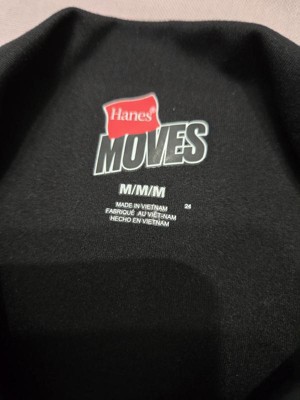 Hanes®
MOVES
M/M/M
MADE IN VIETNAM 24
FABRIQUÉ AU VIÊT-NAM
HECHO EN VIETNAM